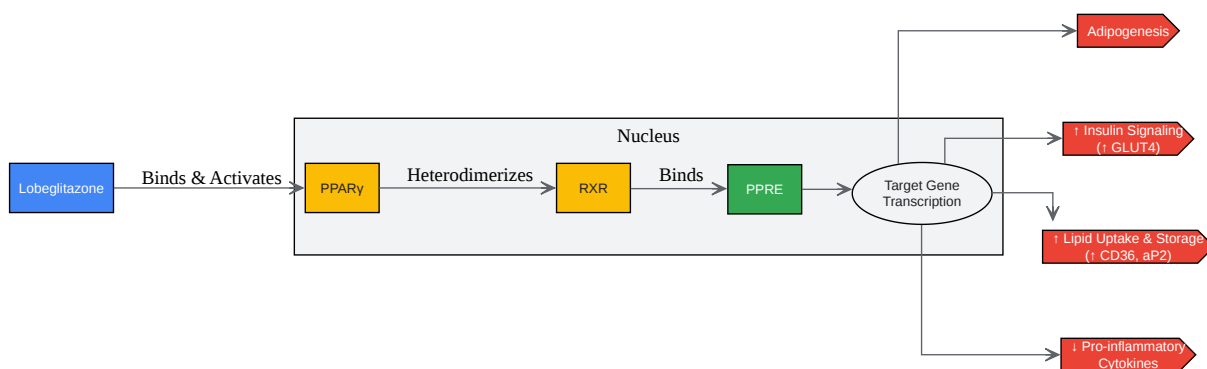 Adipogenesis
Nucleus
↑ Insulin Signaling
(↑ GLUT4)
Lobeglitazone
Binds & Activates
PPARγ
Heterodimerizes
RXR
Binds
PPRE
Target Gene
Transcription
↑ Lipid Uptake & Storage
(↑ CD36, aP2)
↓ Pro-inflammatory
Cytokines